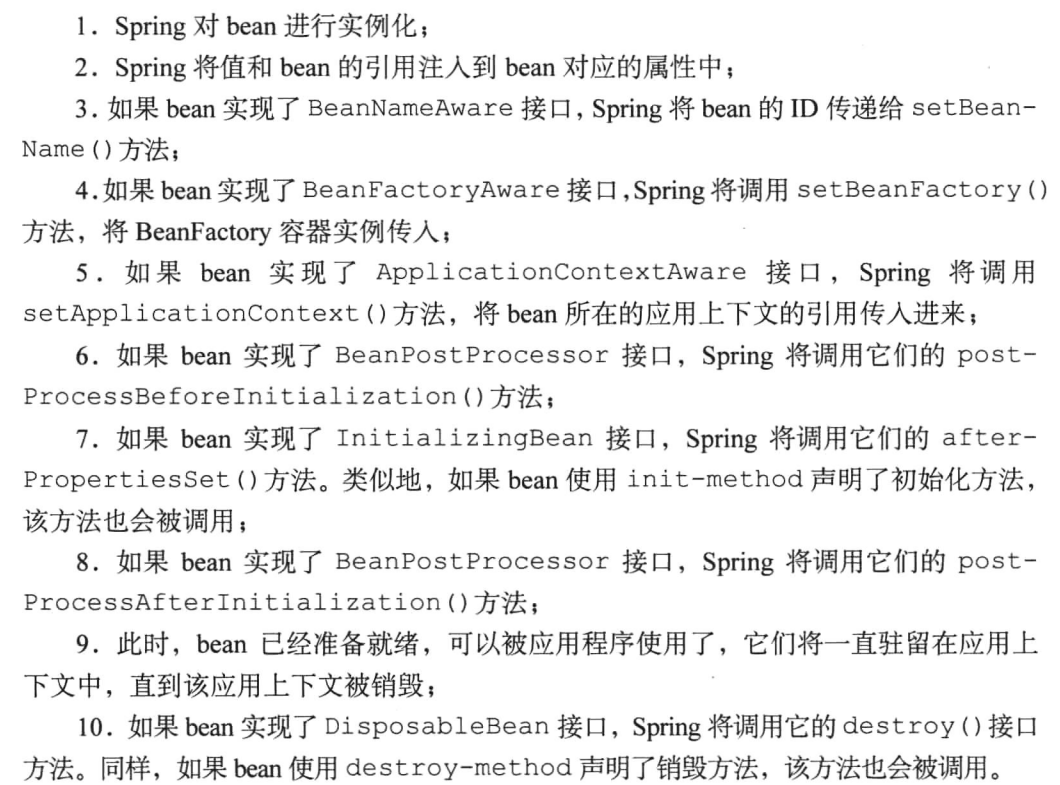 1. Spring 对 bean 进行实例化；
2. Spring 将值和 bean 的引用注入到 bean 对应的属性中；
3. 如果 bean 实现了 BeanNameAware 接口，Spring 将 bean 的 ID 传递给 setBean-
Name()方法；
4.如果 bean 实现了 BeanFactoryAware 接口,Spring 将调用 setBeanFactory()
方法，将 BeanFactory 容器实例传入；
5. 如果 bean 实现了 ApplicationContextAware 接口，Spring 将调用
setApplicationContext()方法，将 bean 所在的应用上下文的引用传入进来；
6. 如果 bean 实现了 BeanPostProcessor 接口，Spring 将调用它们的 post-
ProcessBeforeInitialization()方法；
7. 如果 bean 实现了 InitializingBean 接口，Spring 将调用它们的 after-
PropertiesSet()方法。类似地，如果 bean 使用 init-method 声明了初始化方法，
该方法也会被调用；
8. 如果 bean 实现了 BeanPostProcessor 接口，Spring 将调用它们的 post-
ProcessAfterInitialization()方法；
9. 此时，bean 已经准备就绪，可以被应用程序使用了，它们将一直驻留在应用上
下文中，直到该应用上下文被销毁；
10. 如果 bean 实现了 DisposableBean 接口，Spring 将调用它的 destroy()接口
方法。同样，如果 bean 使用 destroy-method 声明了销毁方法，该方法也会被调用。